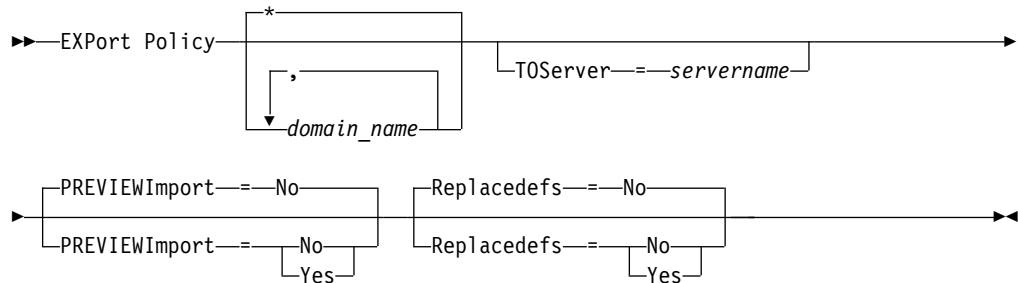 *
EXPort Policy
,
TOServer = servername
domain_name
PREVIEWImport = No
Replacedefs = No
PREVIEWImport = No
Yes
Replacedefs = No
Yes